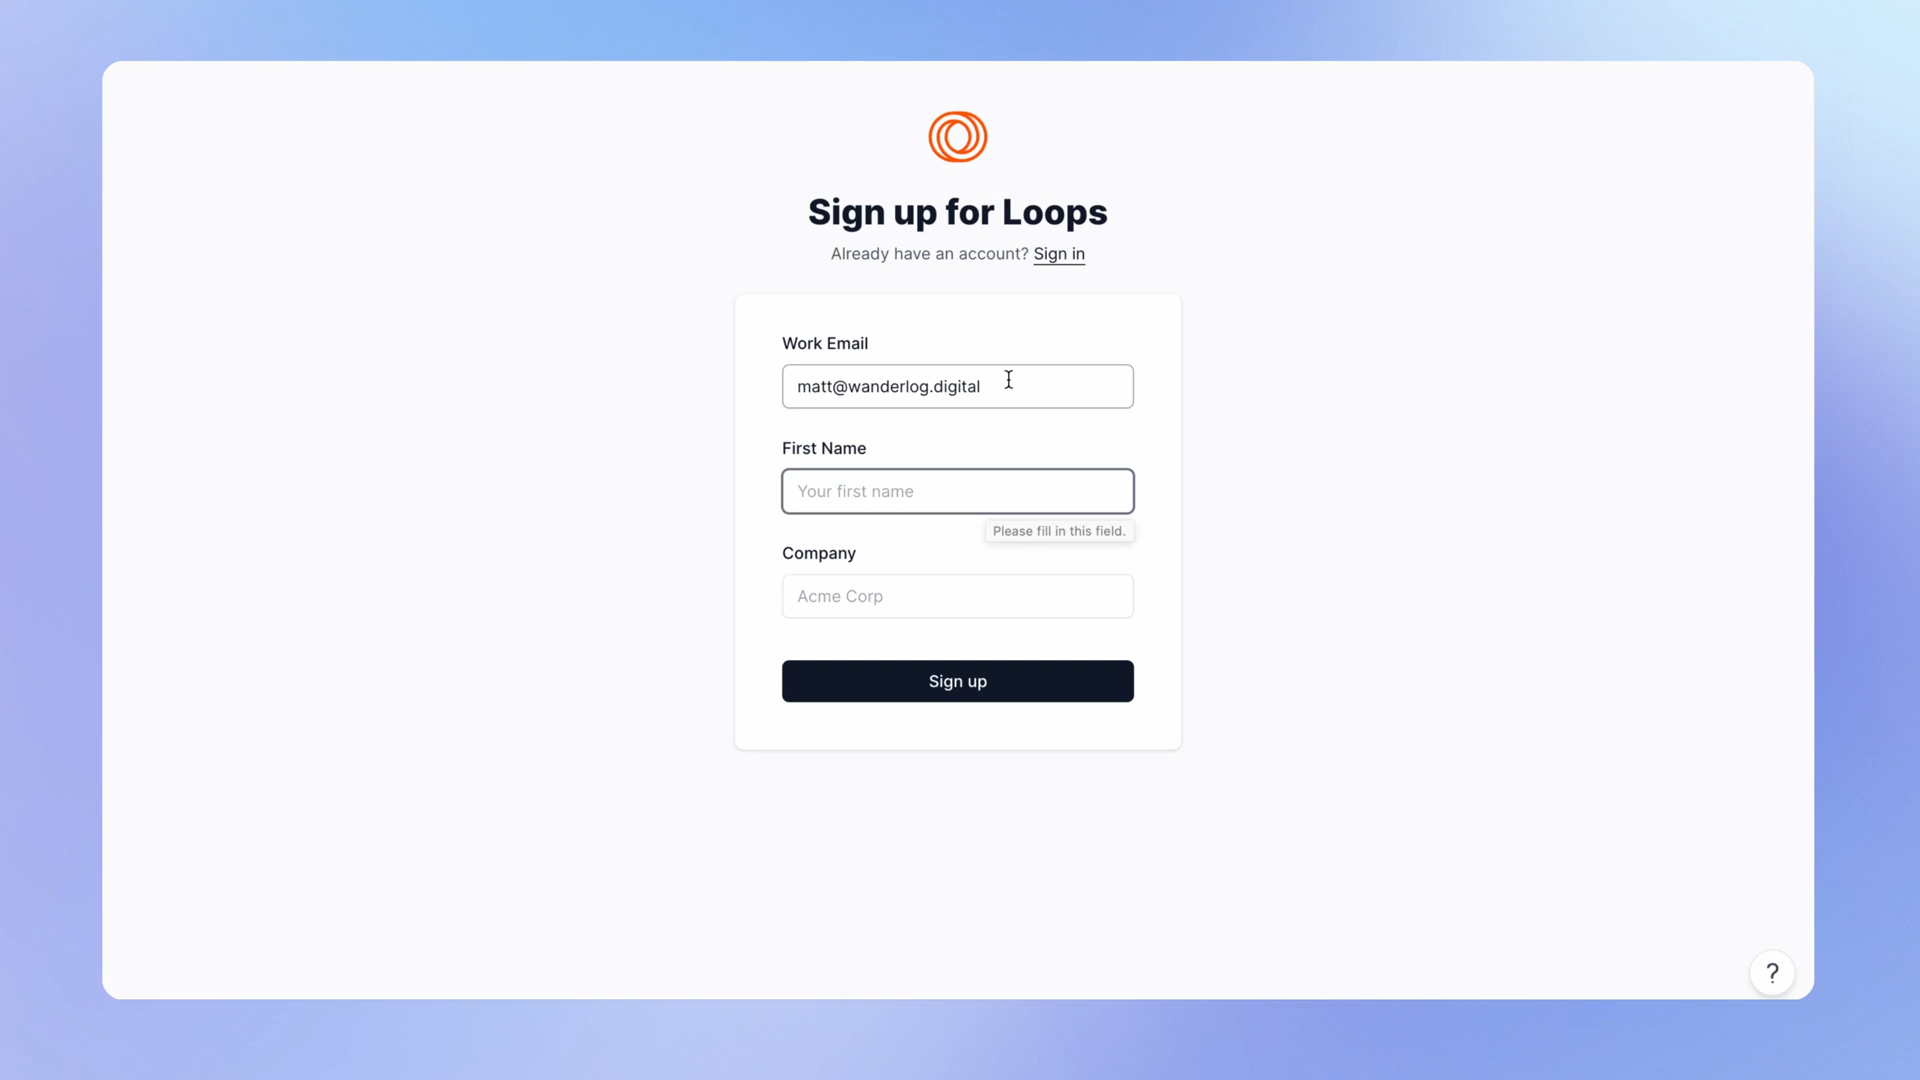 Sign up for Loops
Already have an account? Sign in
Work Email
matt@wanderlog.digital
First Name
Your first name
Please fill in this field.
Company
Acme Corp
Sign up
?